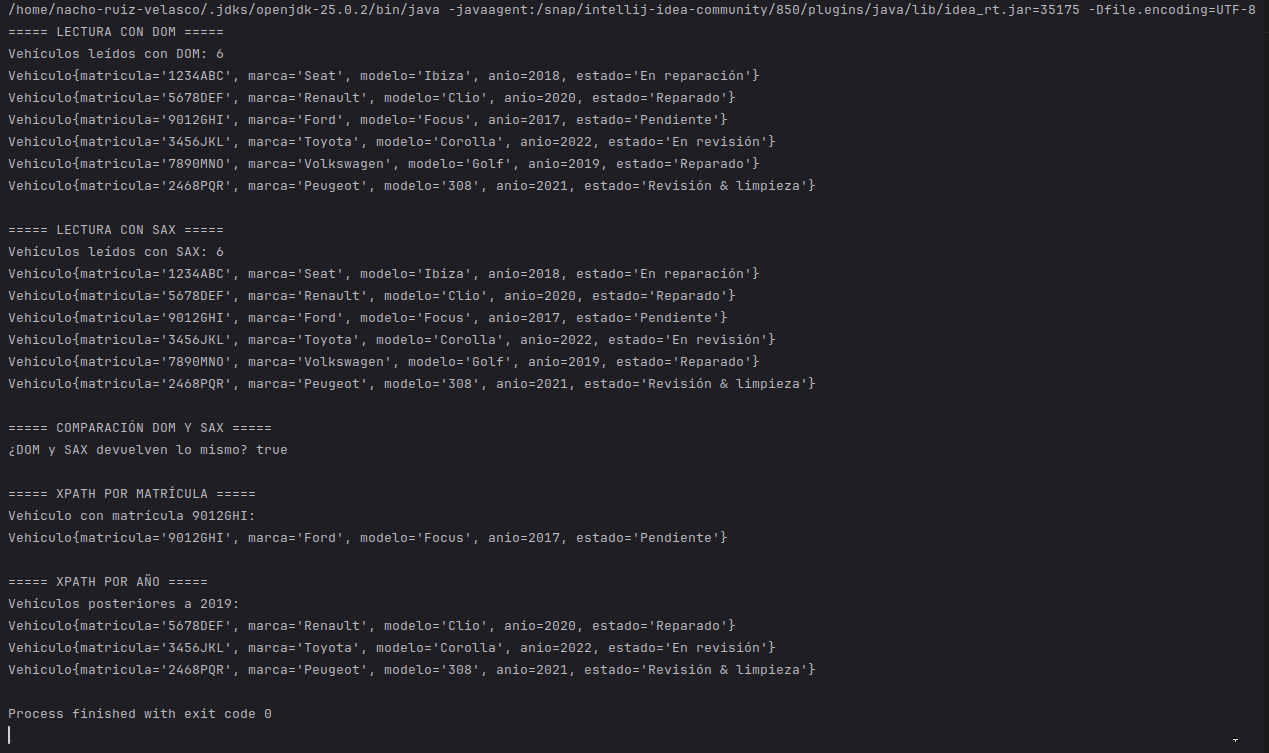 /home/nacho-ruiz-velasco/.jdks/openjdk-25.0.2/bin/java -javaagent:/snap/intellij-idea-community/850/plugins/java/lib/idea_rt.jar=35175 -Dfile.encoding=UTF-8
===== LECTURA CON DOM =====
Vehículos leídos con DOM: 6
Vehiculo{matricula='1234ABC', marca='Seat', modelo='Ibiza', anio=2018, estado='En reparación'}
Vehiculo{matricula='5678DEF', marca='Renault', modelo='Clio', anio=2020, estado='Reparado'}
Vehiculo{matricula='9012GHI', marca='Ford', modelo='Focus', anio=2017, estado='Pendiente'}
Vehiculo{matricula='3456JKL', marca='Toyota', modelo='Corolla', anio=2022, estado='En revisión'}
Vehiculo{matricula='7890MNO', marca='Volkswagen', modelo='Golf', anio=2019, estado='Reparado'}
Vehiculo{matricula='2468PQR', marca='Peugeot', modelo='308', anio=2021, estado='Revisión & limpieza'}
===== LECTURA CON SAX =====
Vehículos leídos con SAX: 6
Vehiculo{matricula='1234ABC', marca='Seat', modelo='Ibiza', anio=2018, estado='En reparación'}
Vehiculo{matricula='5678DEF', marca='Renault', modelo='Clio', anio=2020, estado='Reparado'}
Vehiculo{matricula='9012GHI', marca='Ford', modelo='Focus', anio=2017, estado='Pendiente'}
Vehiculo{matricula='3456JKL', marca='Toyota', modelo='Corolla', anio=2022, estado='En revisión'}
Vehiculo{matricula='7890MNO', marca='Volkswagen', modelo='Golf', anio=2019, estado='Reparado'}
Vehiculo{matricula='2468PQR', marca='Peugeot', modelo='308', anio=2021, estado='Revisión & limpieza'}
===== COMPARACIÓN DOM Y SAX =====
¿DOM y SAX devuelven lo mismo? true
===== XPATH POR MATRÍCULA =====
Vehículo con matrícula 9012GHI:
Vehiculo{matricula='9012GHI', marca='Ford', modelo='Focus', anio=2017, estado='Pendiente'}
===== XPATH POR AÑO =====
Vehículos posteriores a 2019:
Vehiculo{matricula='5678DEF', marca='Renault', modelo='Clio', anio=2020, estado='Reparado'}
Vehiculo{matricula='3456JKL', marca='Toyota', modelo='Corolla', anio=2022, estado='En revisión'}
Vehiculo{matricula='2468PQR', marca='Peugeot', modelo='308', anio=2021, estado='Revisión & limpieza'}
Process finished with exit code 0